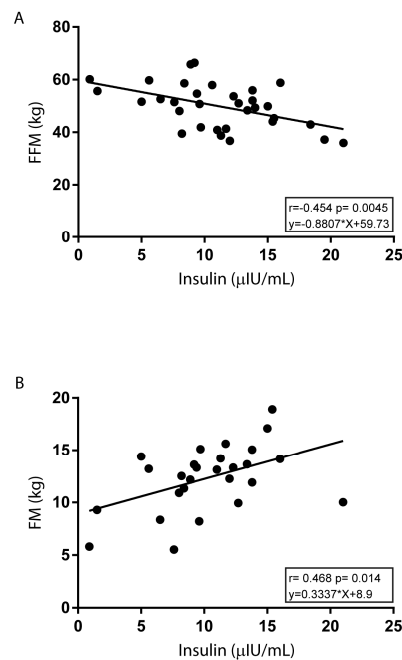 A
80
60
40
20
0
FFM (kg)
r=-0.454 p= 0.0045
y=-0.8807*X+59.73
0 5 10 15 20 25
Insulin (μIU/mL)
B
20
15
10
5
0
FM (kg)
r= 0.468 p= 0.014
y=0.3337*X+8.9
0 5 10 15 20 25
Insulin (μIU/mL)